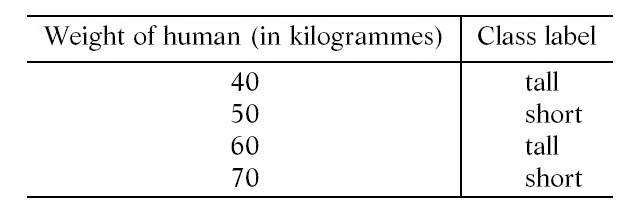 Weight of human (in kilogrammes) Class label
40 tall
50 short
60 tall
70 short